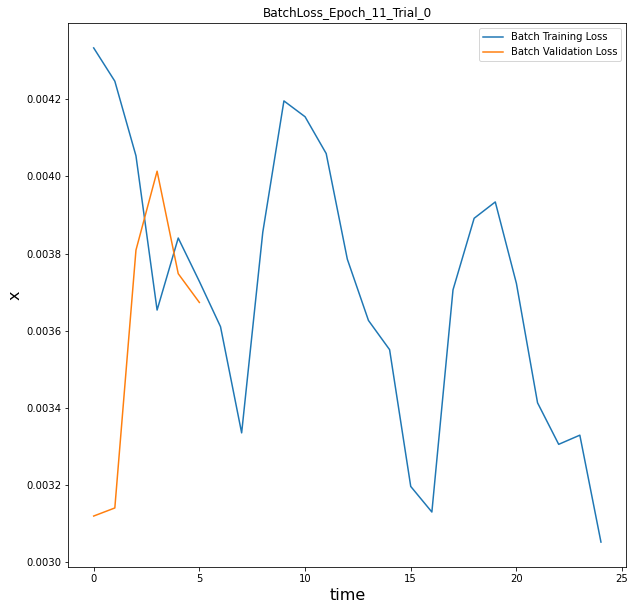 BatchLoss_Epoch_11_Trial_0
Batch Training Loss
Batch Validation Loss
0.0042
0.0040
0.0038
0.0036
0.0034
0.0032
0.0030
x
0 5 10 15 20 25
time